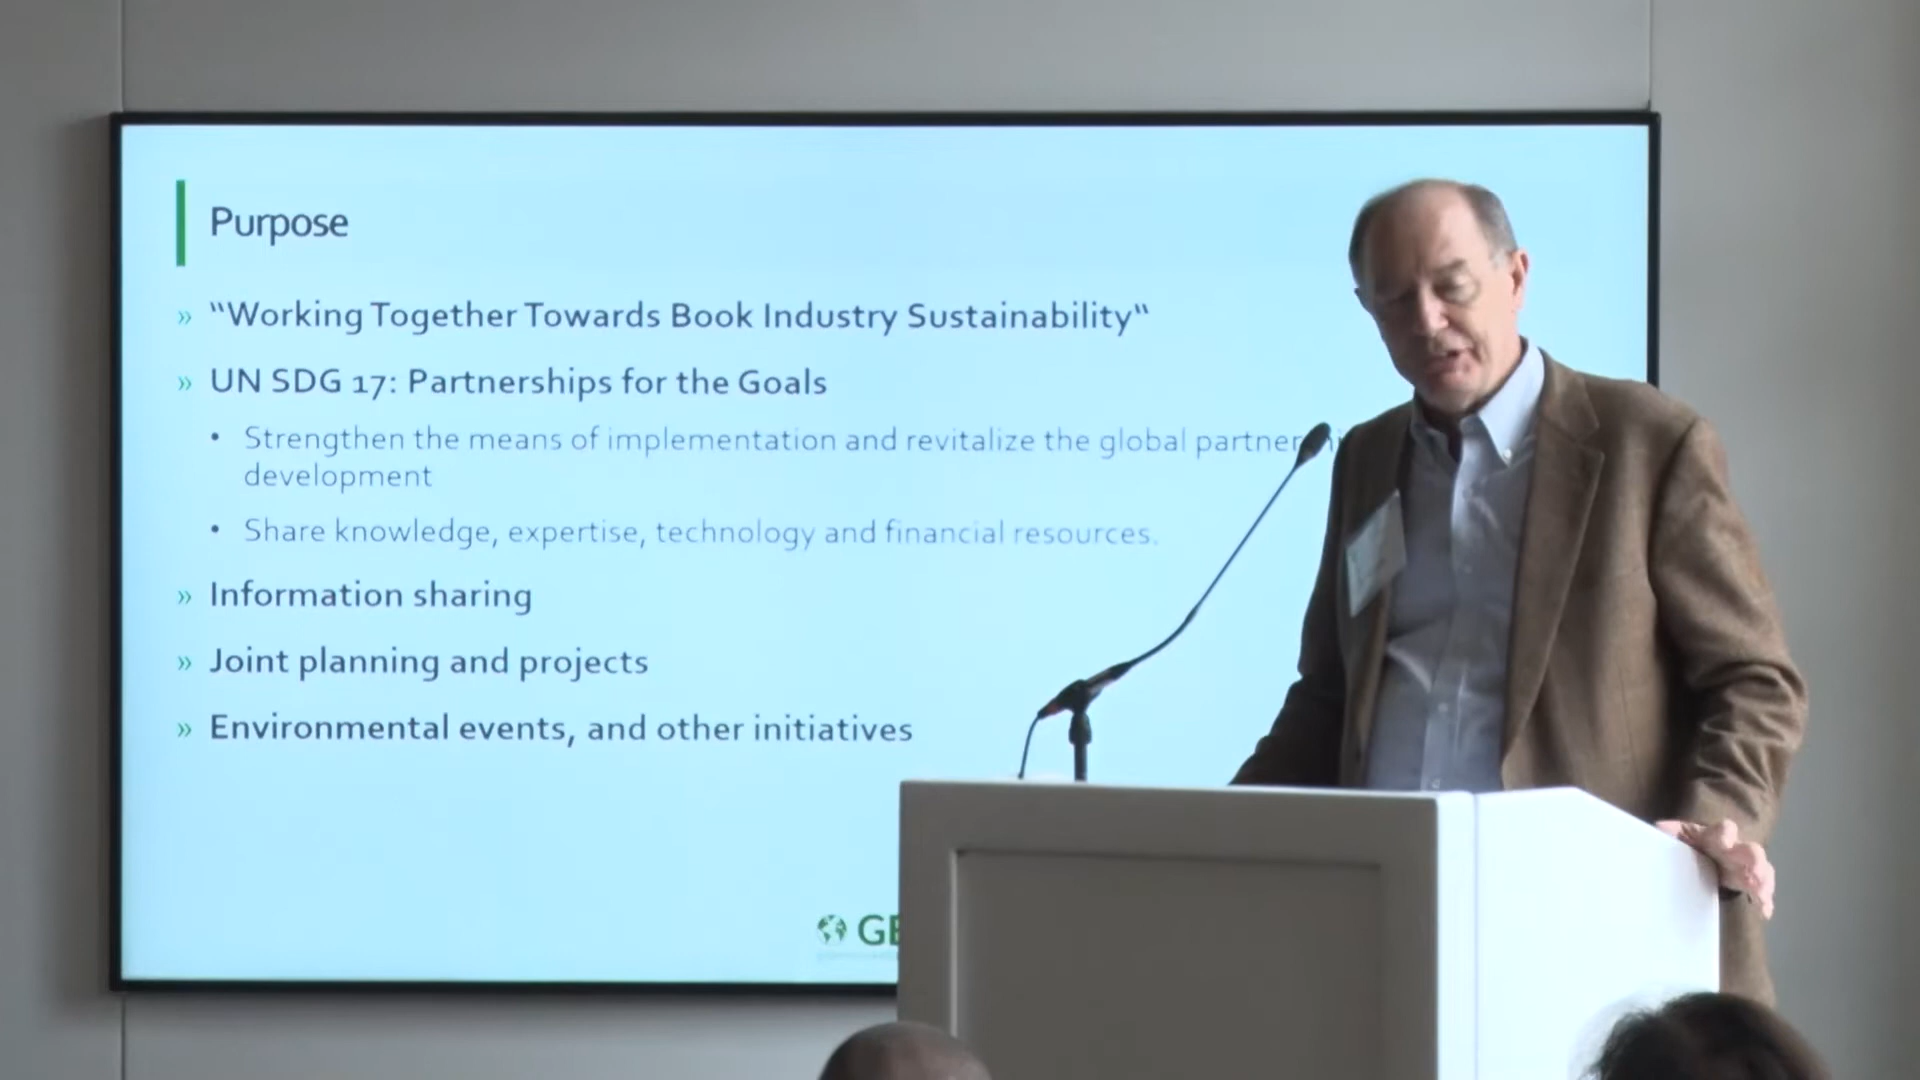 Purpose
» "Working Together Towards Book Industry Sustainability"
» UN SDG 17: Partnerships for the Goals
• Strengthen the means of implementation and revitalize the global
development
• Share knowledge, expertise, technology and financial resources.
» Information sharing
» Joint planning and projects
» Environmental events, and other initiatives